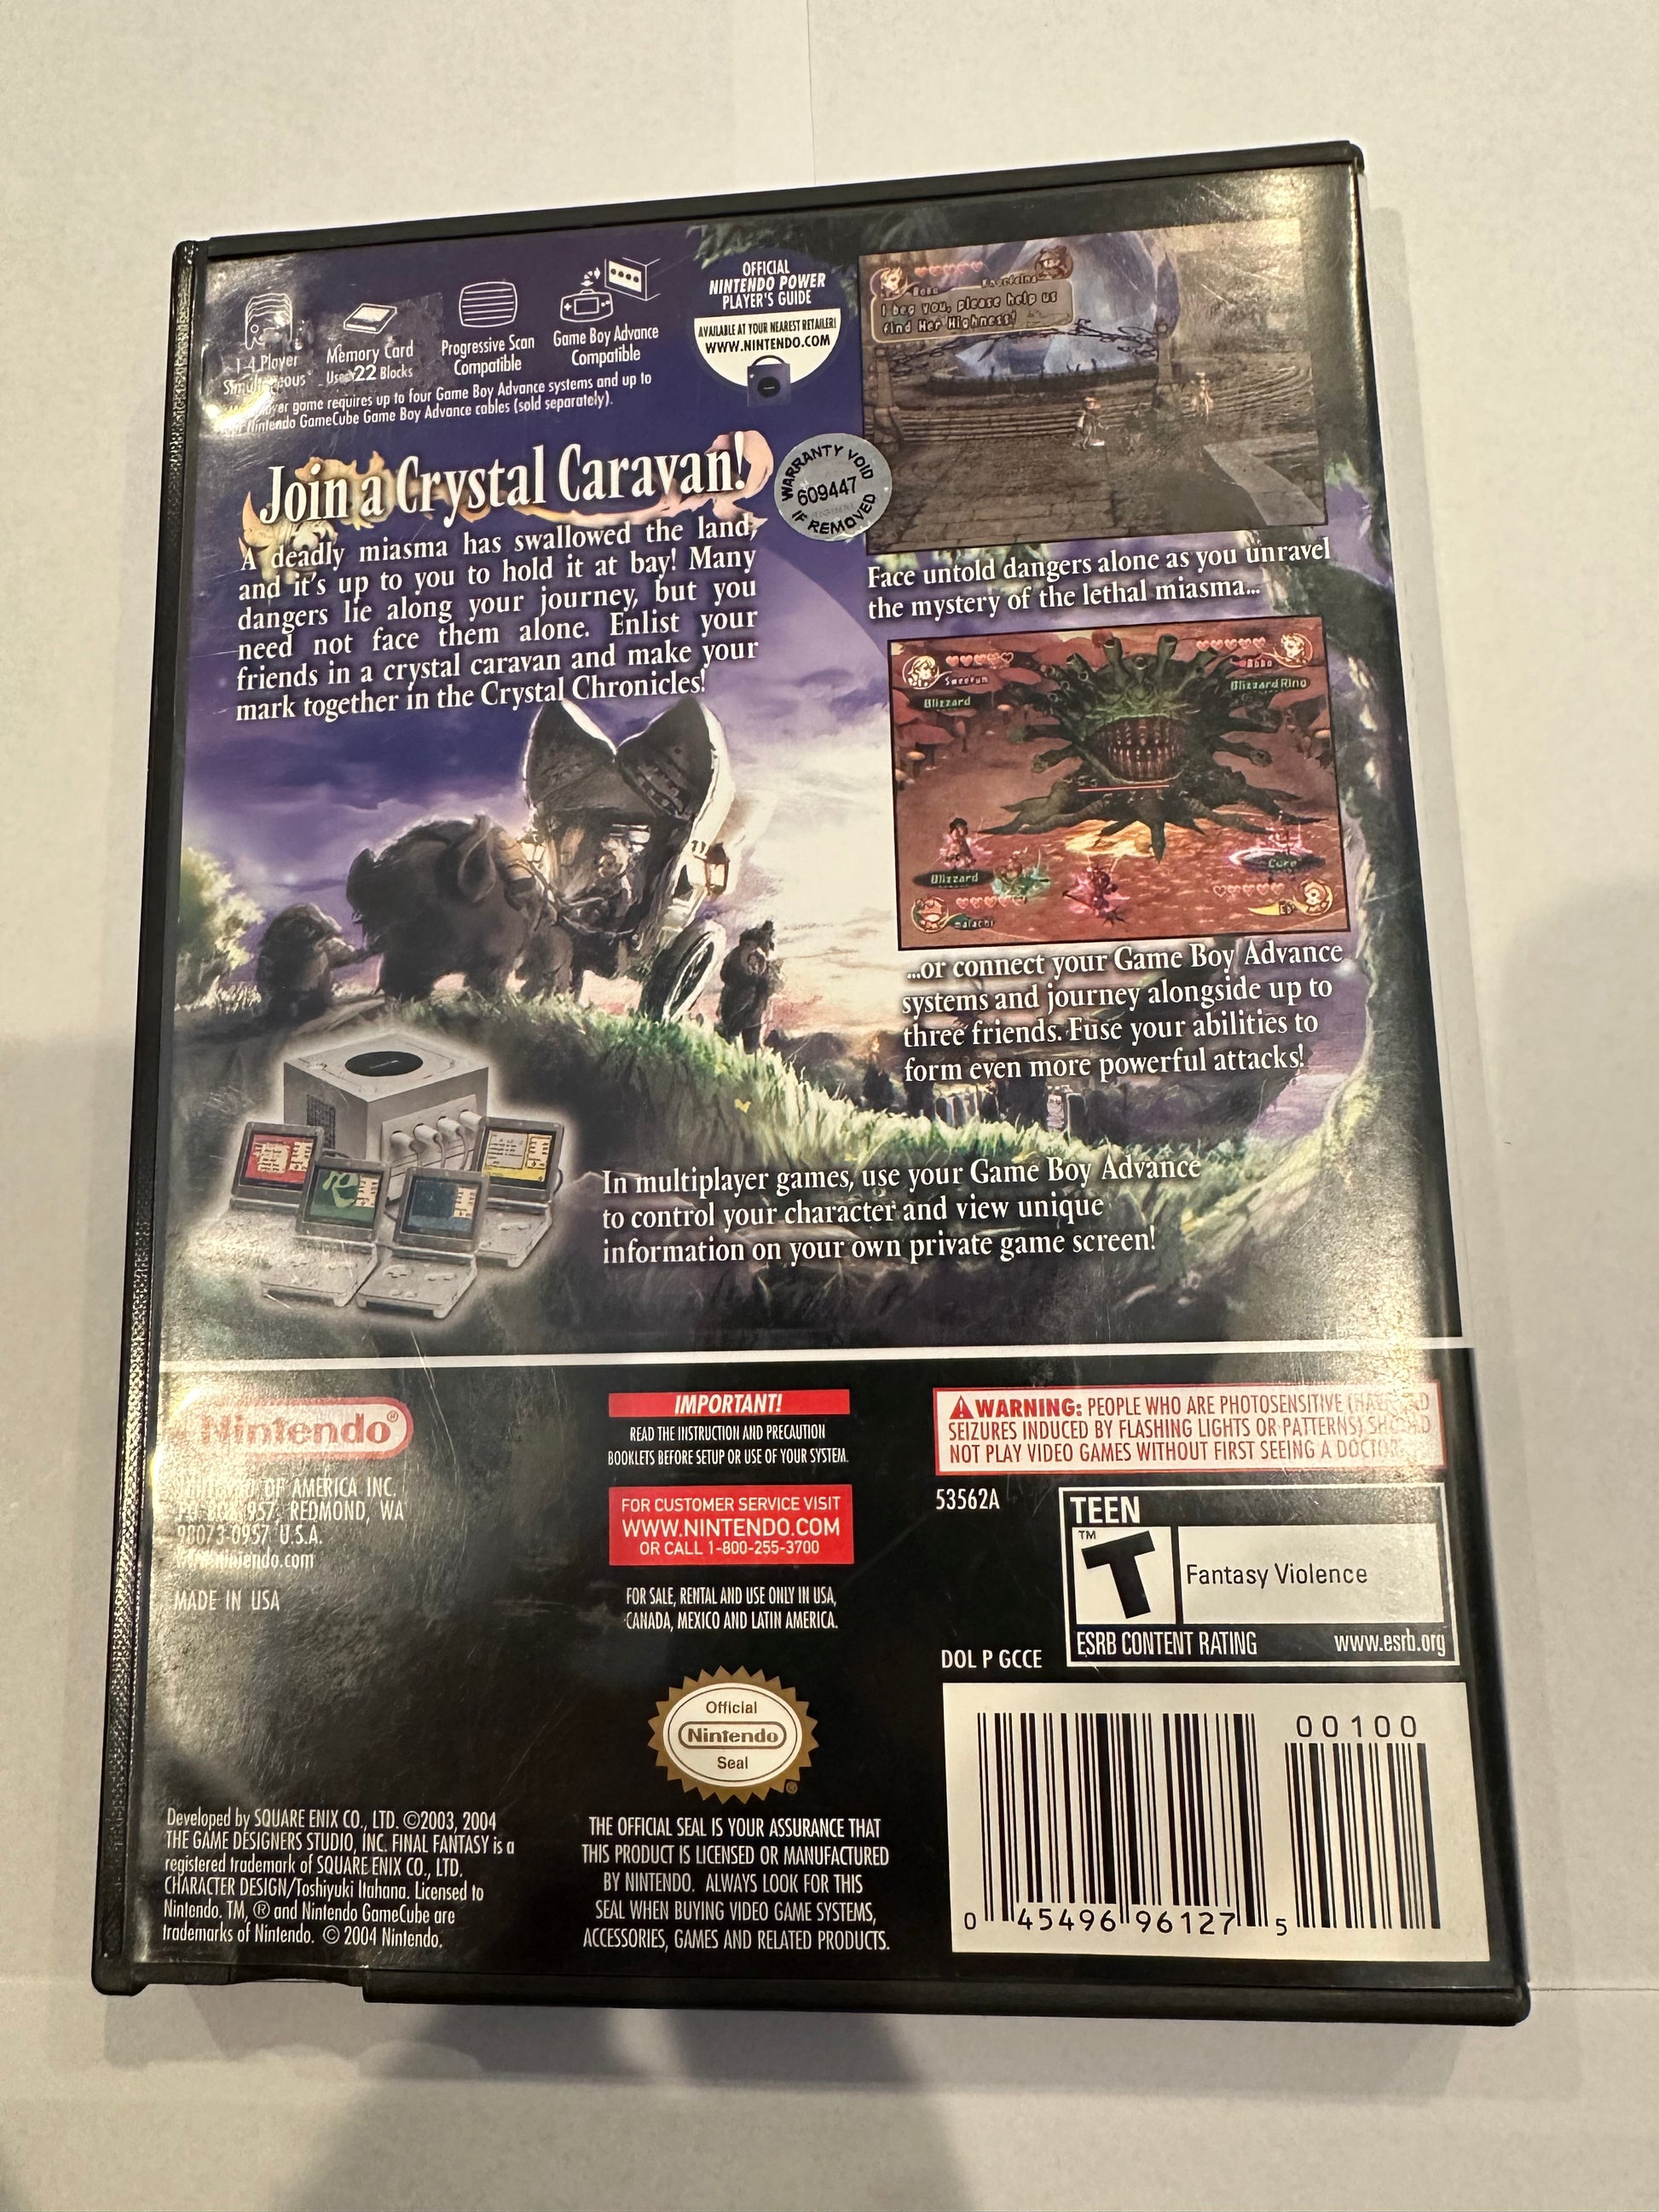 1-4 Player
Simultaneous
Memory Card
Uses 22 Blocks
Progressive Scan
Compatible
Game Boy Advance
Compatible
game requires up to four Game Boy Advance systems and up to
Nintendo GameCube Game Boy Advance cables (sold separately).
OFFICIAL
NINTENDO POWER
PLAYER'S GUIDE
AVAILABLE AT YOUR NEAREST RETAILER!
WWW.NINTENDO.COM
I beg you, please help us
find Her Highness!
WARRANTY VOID
609447
IF REMOVED
Join a Crystal Caravan!
A deadly miasma has swallowed the land,
and it's up to you to hold it at bay! Many
dangers lie along your journey, but you
need not face them alone. Enlist your
friends in a crystal caravan and make your
mark together in the Crystal Chronicles!
Face untold dangers alone as you unravel
the mystery of the lethal miasma...
Blizzard
Blizzard Ring
Blizzard
Cure
malachi
...or connect your Game Boy Advance
systems and journey alongside up to
three friends. Fuse your abilities to
form even more powerful attacks!
In multiplayer games, use your Game Boy Advance
to control your character and view unique
information on your own private game screen!
Nintendo®
OF AMERICA INC.
P.O. BOX 957, REDMOND, WA
98073-0957 U.S.A.
www.nintendo.com
MADE IN USA
IMPORTANT!
READ THE INSTRUCTION AND PRECAUTION
BOOKLETS BEFORE SETUP OR USE OF YOUR SYSTEM.
FOR CUSTOMER SERVICE VISIT
WWW.NINTENDO.COM
OR CALL 1-800-255-3700
FOR SALE, RENTAL AND USE ONLY IN USA,
CANADA, MEXICO AND LATIN AMERICA.
WARNING: PEOPLE WHO ARE PHOTOSENSITIVE (HAVE HAD
SEIZURES INDUCED BY FLASHING LIGHTS OR PATTERNS) SHOULD
NOT PLAY VIDEO GAMES WITHOUT FIRST SEEING A DOCTOR.
53562A
TEEN
T™
Fantasy Violence
ESRB CONTENT RATING www.esrb.org
DOL P GCCE
Official
Nintendo
Seal
®
THE OFFICIAL SEAL IS YOUR ASSURANCE THAT
THIS PRODUCT IS LICENSED OR MANUFACTURED
BY NINTENDO. ALWAYS LOOK FOR THIS
SEAL WHEN BUYING VIDEO GAME SYSTEMS,
ACCESSORIES, GAMES AND RELATED PRODUCTS.
Developed by SQUARE ENIX CO., LTD. ©2003, 2004
THE GAME DESIGNERS STUDIO, INC. FINAL FANTASY is a
registered trademark of SQUARE ENIX CO., LTD.
CHARACTER DESIGN/Toshiyuki Itahana. Licensed to
Nintendo. TM, ® and Nintendo GameCube are
trademarks of Nintendo. © 2004 Nintendo.
00100
0 45496 96127 5